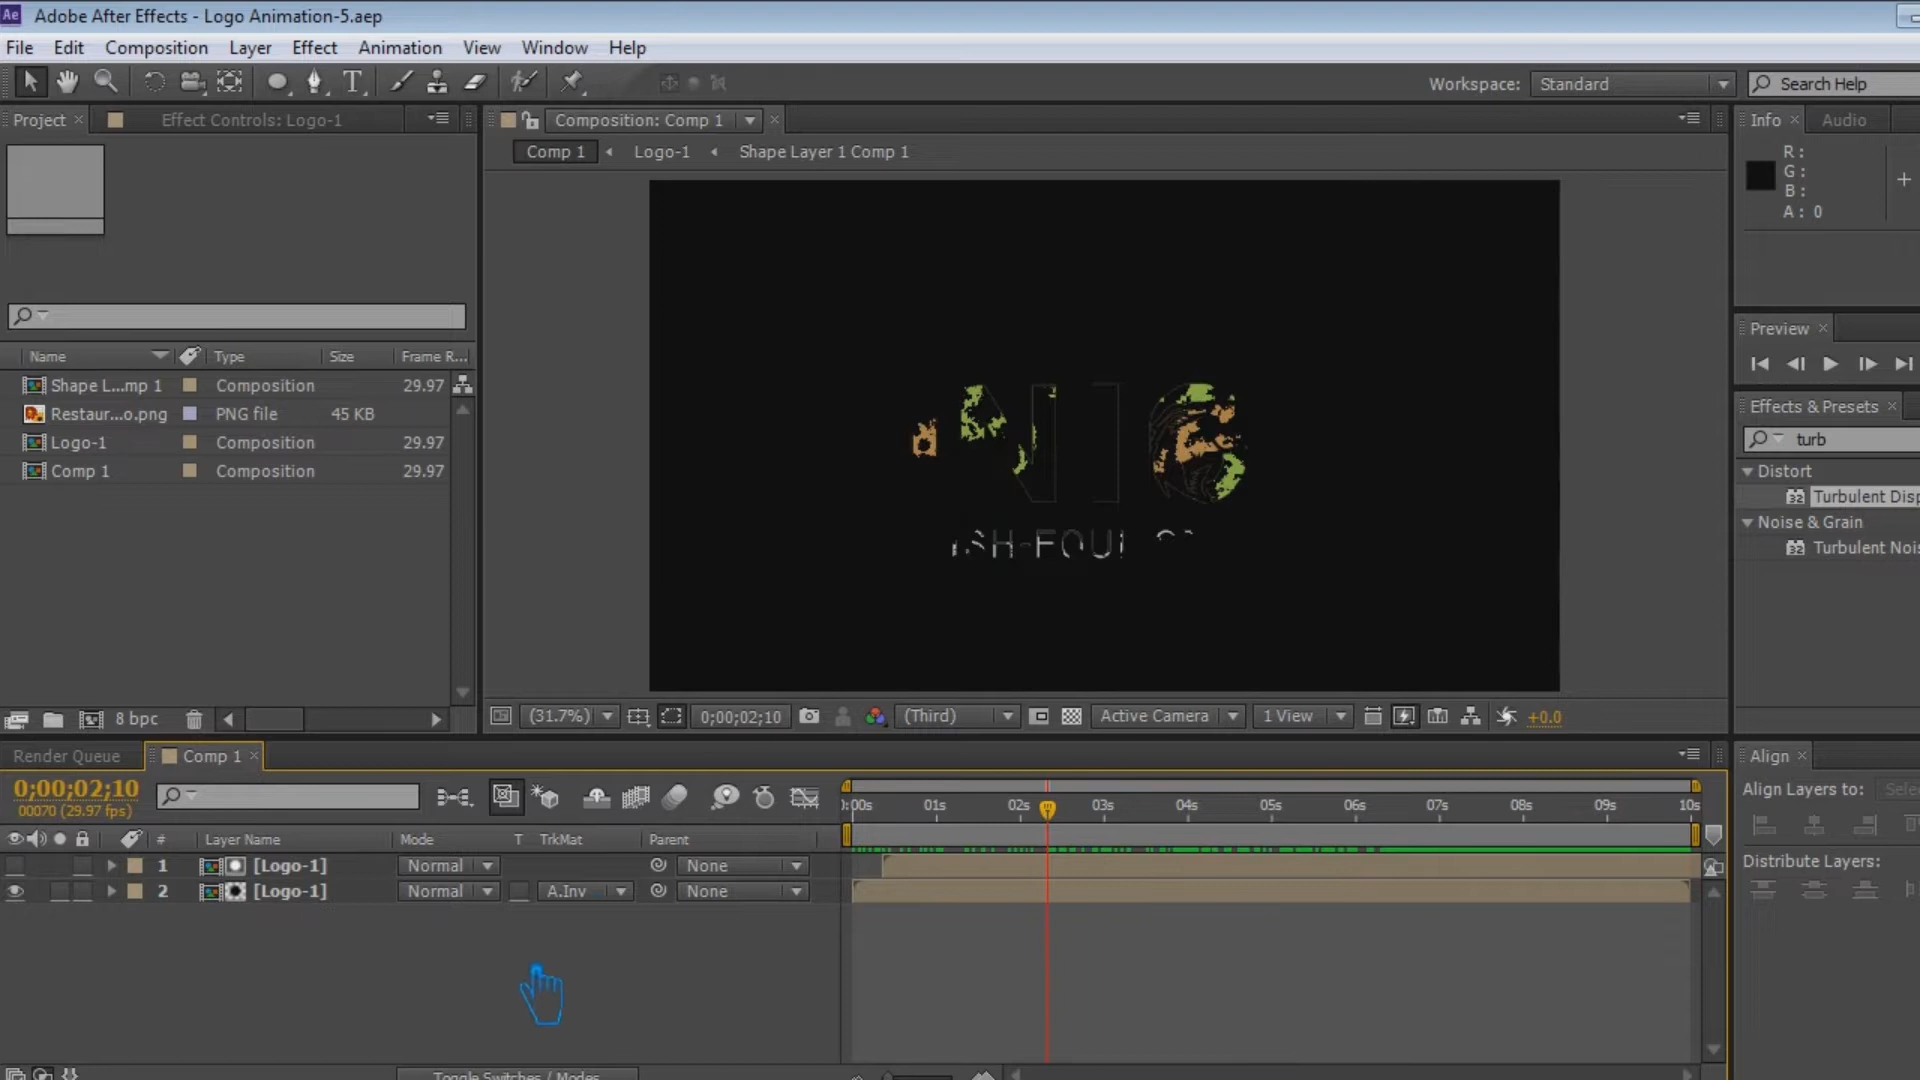 Ae Adobe After Effects - Logo Animation-5.aep
File Edit Composition Layer Effect Animation View Window Help
T Workspace: Standard Search Help
Project × Effect Controls: Logo-1 Composition: Comp 1 × Info × Audio
Comp 1 Logo-1 Shape Layer 1 Comp 1
R :
G :
B :
A : 0
Preview ×
Name Type Size Frame R...
Shape L...mp 1 Composition 29.97
Restaur...o.png PNG file 45 KB
Logo-1 Composition 29.97
Comp 1 Composition 29.97
Effects & Presets ×
turb
Distort
32 Turbulent Disp
Noise & Grain
32 Turbulent Nois
8 bpc
(31.7%) 0;00;02;10 (Third) Active Camera 1 View +0.0
Render Queue Comp 1 ×
0;00;02;10
00070 (29.97 fps)
):00s 01s 02s 03s 04s 05s 06s 07s 08s 09s 10s
# Layer Name Mode T TrkMat Parent
1 [Logo-1] Normal None
2 [Logo-1] Normal A.Inv None
Toggle Switches / Modes
Align ×
Align Layers to: Sele
Distribute Layers: